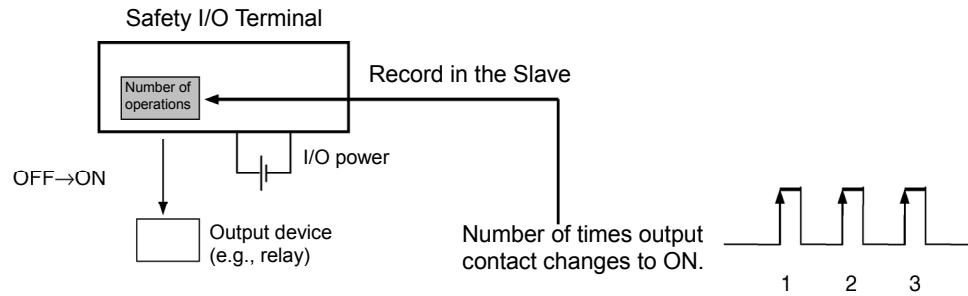 Safety I/O Terminal
Number of
operations
Record in the Slave
I/O power
OFF→ON
Output device
(e.g., relay)
Number of times output
contact changes to ON.
1 2 3